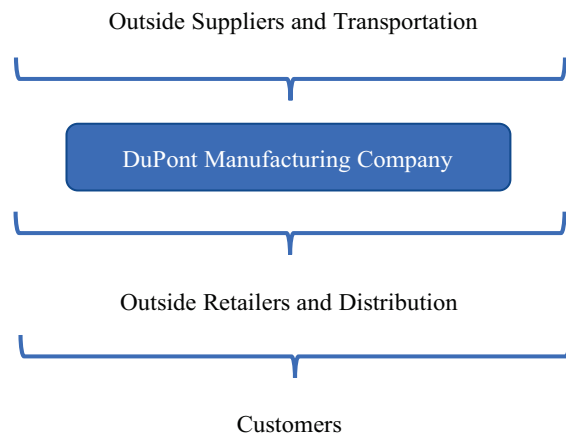 Outside Suppliers and Transportation
DuPont Manufacturing Company
Outside Retailers and Distribution
Customers